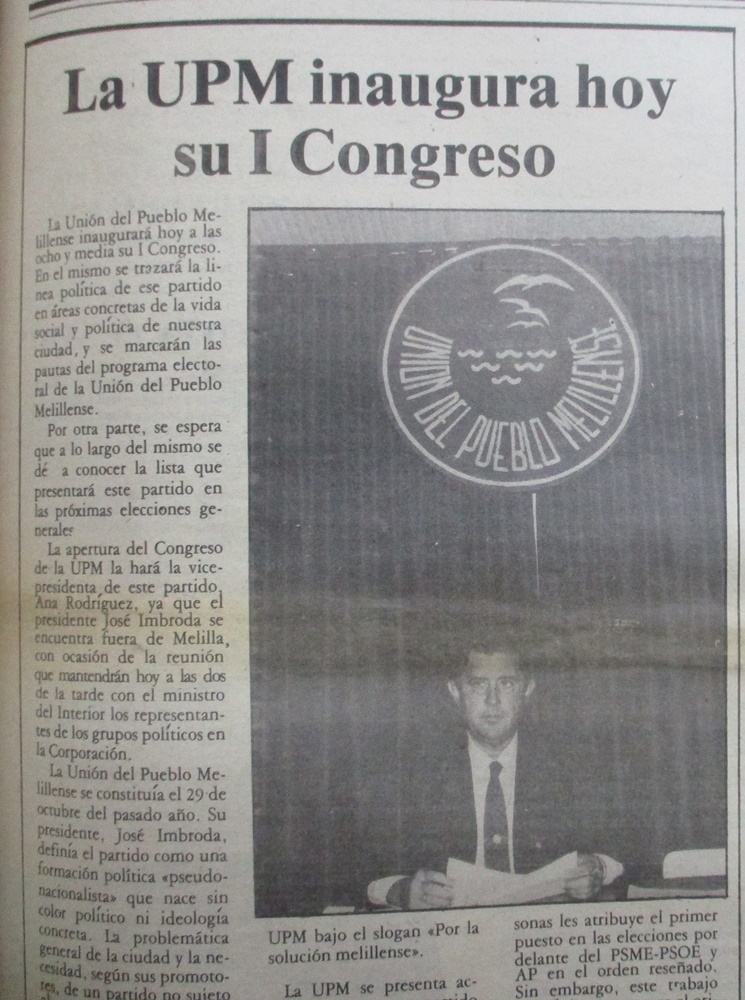 La UPM inaugura hoy
su I Congreso
La Unión del Pueblo Me-
lillense inaugurará hoy a las
ocho y media su I Congreso.
En el mismo se trazará la li-
nea política de ese partido
en áreas concretas de la vida
social y política de nuestra
ciudad, y se marcarán las
pautas del programa electo-
ral de la Unión del Pueblo
Melillense.
Por otra parte, se espera
que a lo largo del mismo se
dé a conocer la lista que
presentará este partido en
las próximas elecciones ge-
nerales
La apertura del Congreso
de la UPM la hará la vice-
presidenta de este partido,
Ana Rodríguez, ya que el
presidente José Imbroda se
encuentra fuera de Melilla,
con ocasión de la reunión
que mantendrán hoy a las dos
de la tarde con el ministro
del Interior los representan-
tes de los grupos políticos en
la Corporación.
La Unión del Pueblo Me-
lillense se constituía el 29 de
octubre del pasado año. Su
presidente, José Imbroda,
definía el partido como una
formación política «pseudo-
nacionalista» que nace sin
color político ni ideología
concreta. La problemática
general de la ciudad y la ne-
cesidad, según sus promoto-
res, de un partido no sujeto
UNION DEL PUEBLO MELILLENSE
UPM bajo el slogan «Por la
solución melillense».
La UPM se presenta ac-
sonas les atribuye el primer
puesto en las elecciones por
delante del PSME-PSOE y
AP en el orden reseñado.
Sin embargo, este trabajo